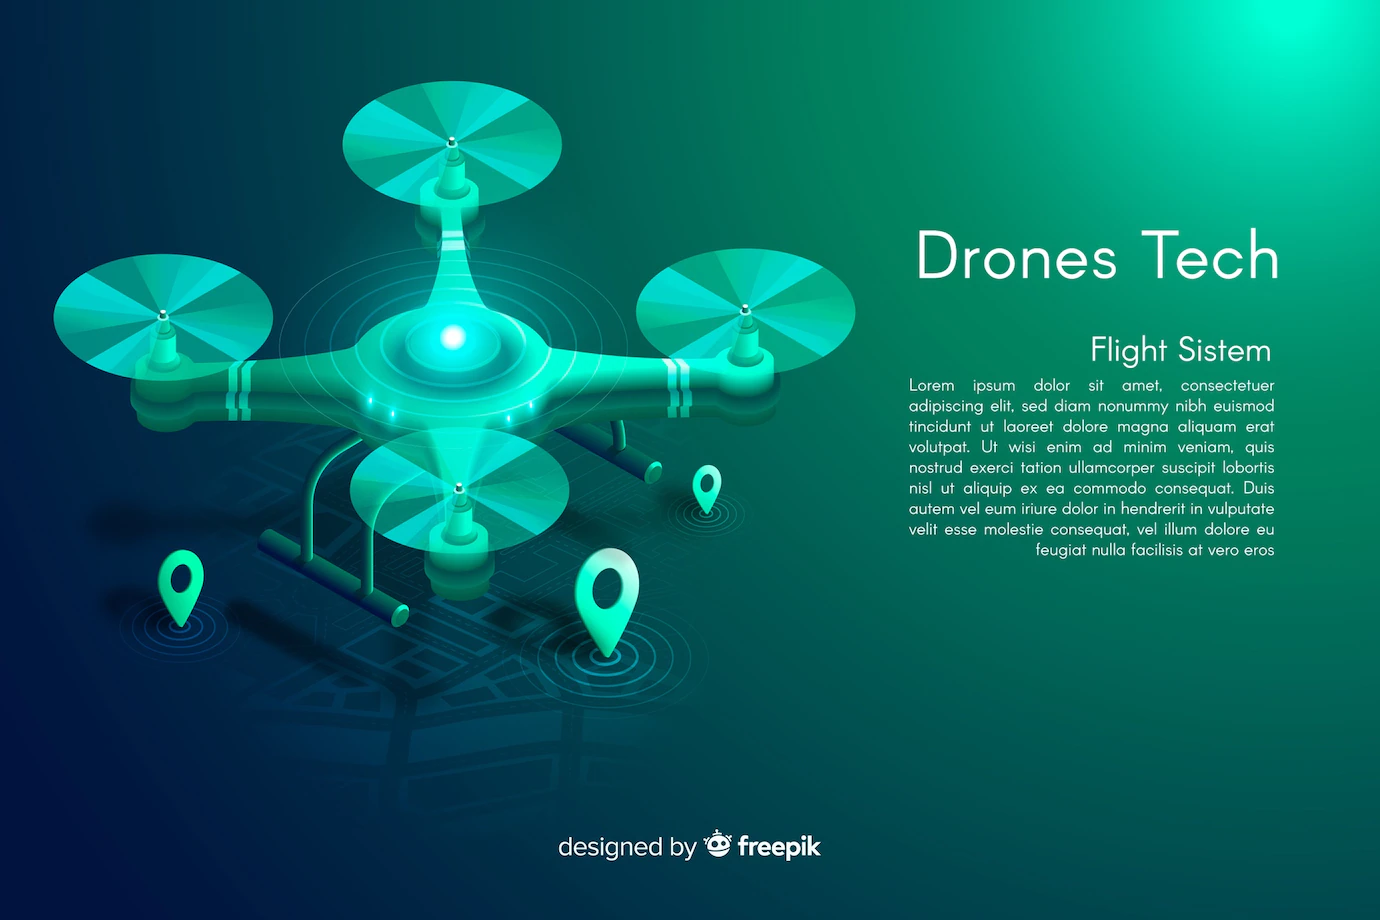 Drones Tech
Flight Sistem
Lorem ipsum dolor sit amet, consectetuer
adipiscing elit, sed diam nonummy nibh euismod
tincidunt ut laoreet dolore magna aliquam erat
volutpat. Ut wisi enim ad minim veniam, quis
nostrud exerci tation ullamcorper suscipit lobortis
nisl ut aliquip ex ea commodo consequat. Duis
autem vel eum iriure dolor in hendrerit in vulputate
velit esse molestie consequat, vel illum dolore eu
feugiat nulla facilisis at vero eros
designed by freepik